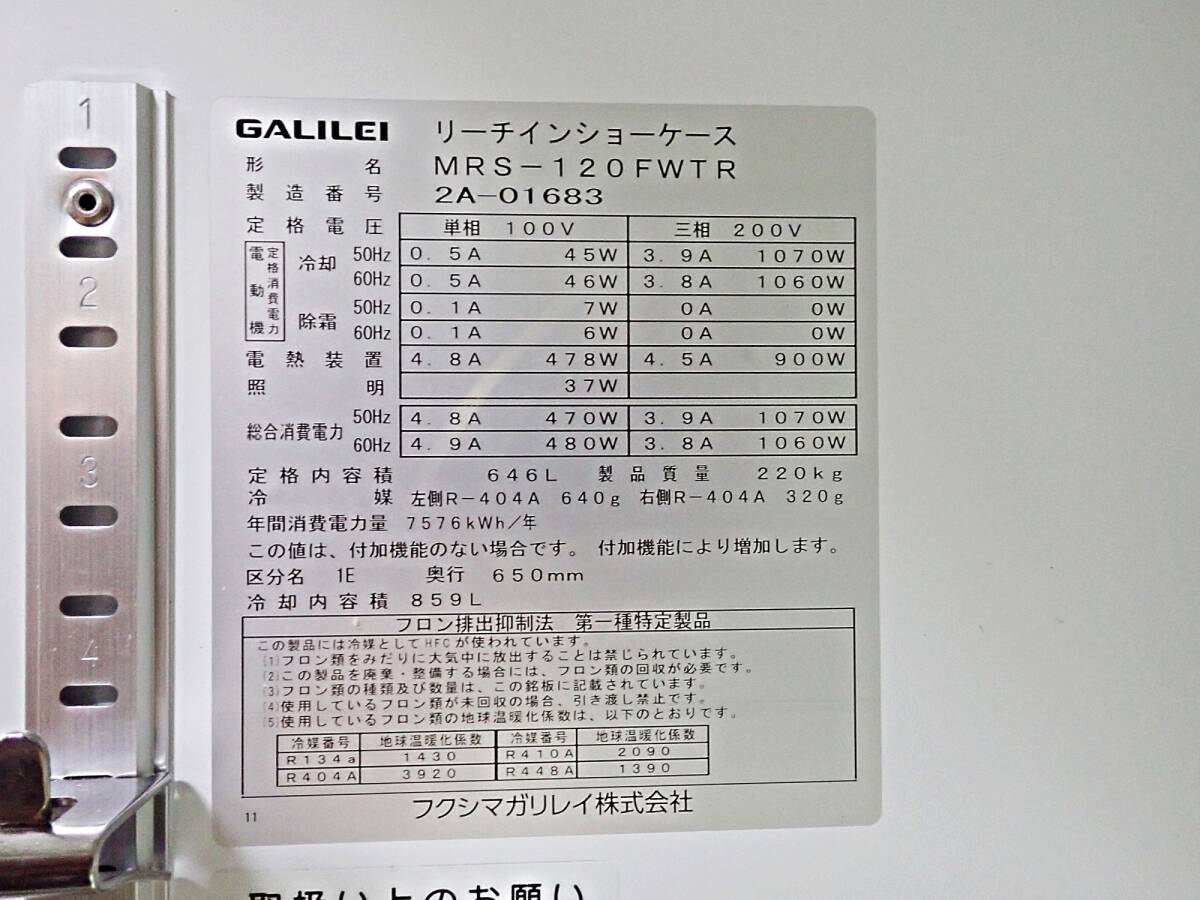 1
2
3
4
GALILEI リーチインショーケース
形名 MRS-120FWTR
製造番号 2A-01683
定格電圧 単相 100V 三相 200V
電動機 定格消費電力 冷却 50Hz 0.5A 45W 3.9A 1070W
60Hz 0.5A 46W 3.8A 1060W
除霜 50Hz 0.1A 7W 0A 0W
60Hz 0.1A 6W 0A 0W
電熱装置 4.8A 478W 4.5A 900W
照明 37W
総合消費電力 50Hz 4.8A 470W 3.9A 1070W
60Hz 4.9A 480W 3.8A 1060W
定格内容積 646L 製品質量 220kg
冷媒 左側R-404A 640g 右側R-404A 320g
年間消費電力量 7576kWh/年
この値は、付加機能のない場合です。 付加機能により増加します。
区分名 1E 奥行 650mm
冷却内容積 859L
フロン排出抑制法 第一種特定製品
この製品には冷媒としてHFCが使われています。
(1)フロン類をみだりに大気中に放出することは禁じられています。
(2)この製品を廃棄・整備する場合には、フロン類の回収が必要です。
(3)フロン類の種類及び数量は、この銘板に記載されています。
(4)使用しているフロン類が未回収の場合、引き渡し禁止です。
(5)使用しているフロン類の地球温暖化係数は、以下のとおりです。
冷媒番号 地球温暖化係数 冷媒番号 地球温暖化係数
R134a 1430 R410A 2090
R404A 3920 R448A 1390
11 フクシマガリレイ株式会社
取扱い上のお願い